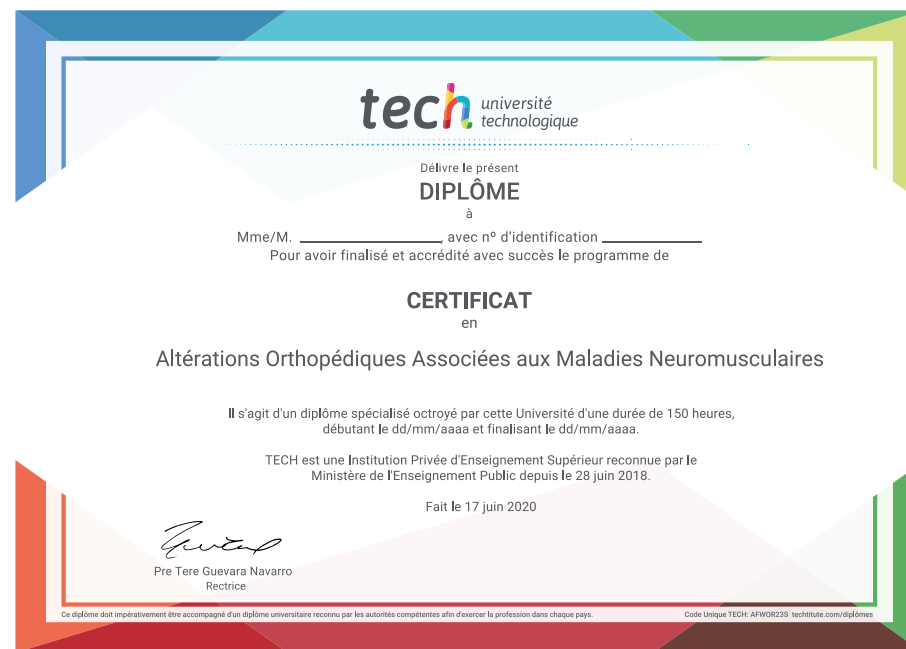 tech université
technologique
Délivre le présent
DIPLÔME
à
Mme/M. ____________________, avec nº d'identification ______________
Pour avoir finalisé et accrédité avec succès le programme de
CERTIFICAT
en
Altérations Orthopédiques Associées aux Maladies Neuromusculaires
Il s'agit d'un diplôme spécialisé octroyé par cette Université d'une durée de 150 heures,
débutant le dd/mm/aaaa et finalisant le dd/mm/aaaa.
TECH est une Institution Privée d'Enseignement Supérieur reconnue par le
Ministère de l'Enseignement Public depuis le 28 juin 2018.
Fait le 17 juin 2020
Pre Tere Guevara Navarro
Rectrice
Ce diplôme doit impérativement être accompagné d'un diplôme universitaire reconnu par les autorités compétentes afin d'exercer la profession dans chaque pays.
Code Unique TECH: AFWOR23S techtitute.com/diplômes